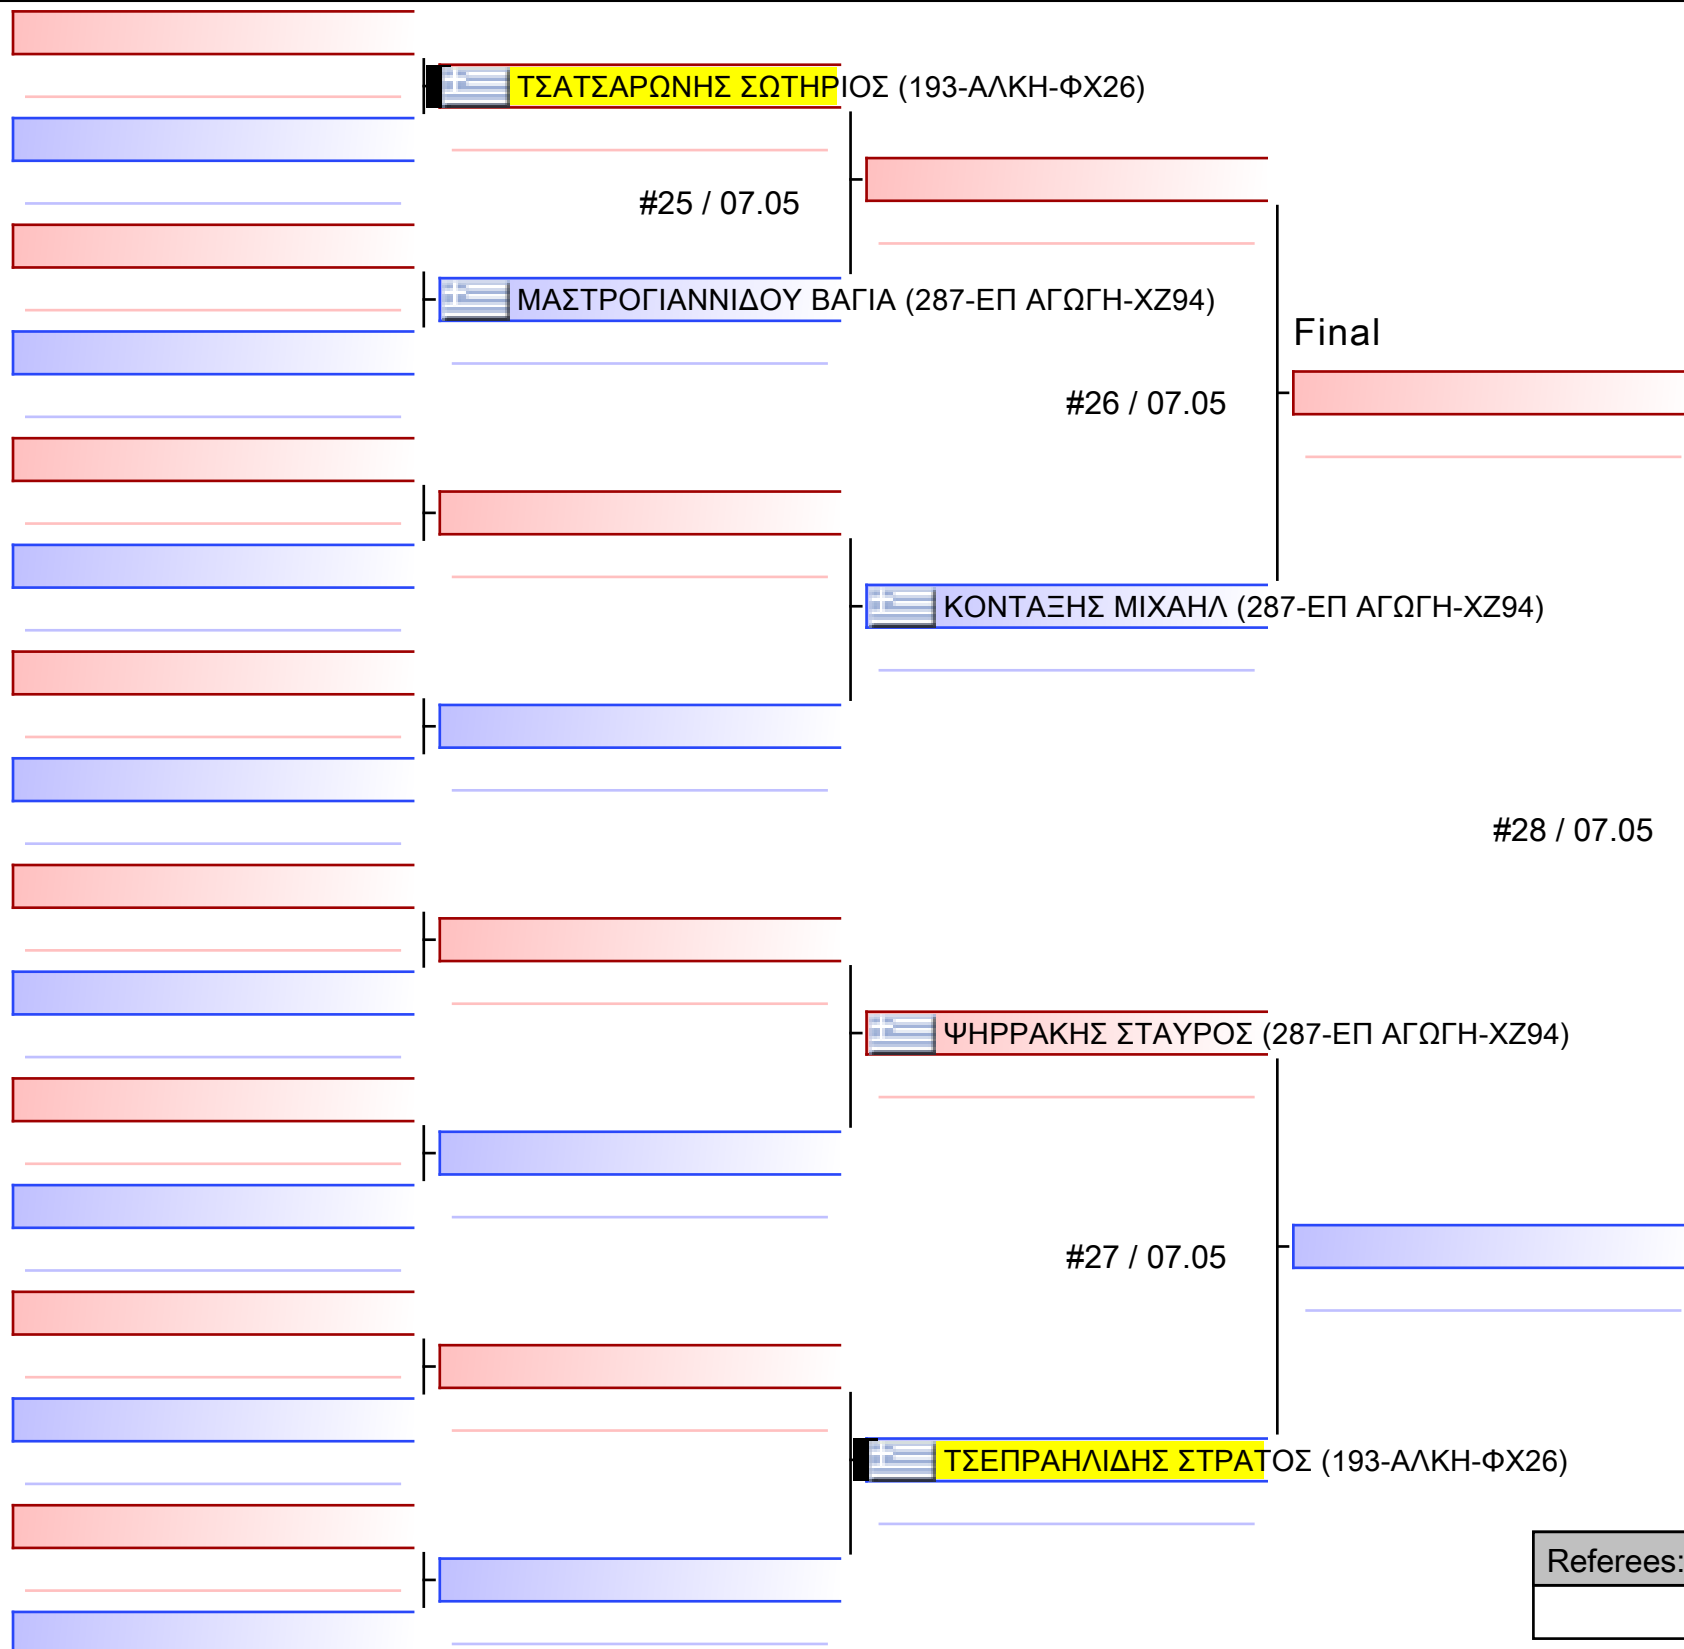 ΤΣΑΤΣΑΡΩΝΗΣ ΣΩΤΗΡΙΟΣ (193-ΑΛΚΗ-ΦΧ26)
#25 / 07.05
ΜΑΣΤΡΟΓΙΑΝΝΙΔΟΥ ΒΑΓΙΑ (287-ΕΠ ΑΓΩΓΗ-ΧΖ94)
Final
#26 / 07.05
ΚΟΝΤΑΞΗΣ ΜΙΧΑΗΛ (287-ΕΠ ΑΓΩΓΗ-ΧΖ94)
#28 / 07.05
ΨΗΡΡΑΚΗΣ ΣΤΑΥΡΟΣ (287-ΕΠ ΑΓΩΓΗ-ΧΖ94)
#27 / 07.05
ΤΣΕΠΡΑΗΛΙΔΗΣ ΣΤΡΑΤΟΣ (193-ΑΛΚΗ-ΦΧ26)
Referees: